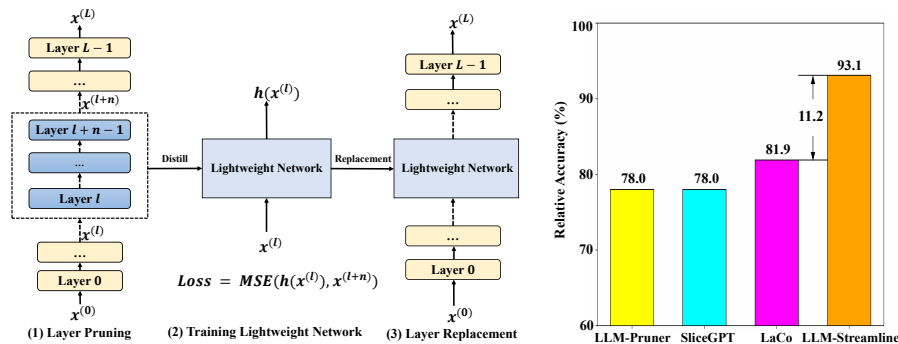 x^(L)
Layer L − 1
...
x^(l+n)
Layer l + n − 1
...
Layer l
x^(l)
...
Layer 0
x^(0)
(1) Layer Pruning
Distill
h(x^(l))
Lightweight Network
x^(l)
Loss = MSE(h(x^(l)), x^(l+n))
(2) Training Lightweight Network
Replacement
x^(L)
Layer L − 1
...
Lightweight Network
...
Layer 0
x^(0)
(3) Layer Replacement
Relative Accuracy (%)
100
90
80
70
60
78.0
78.0
81.9
93.1
11.2
LLM-Pruner
SliceGPT
LaCo
LLM-Streamline